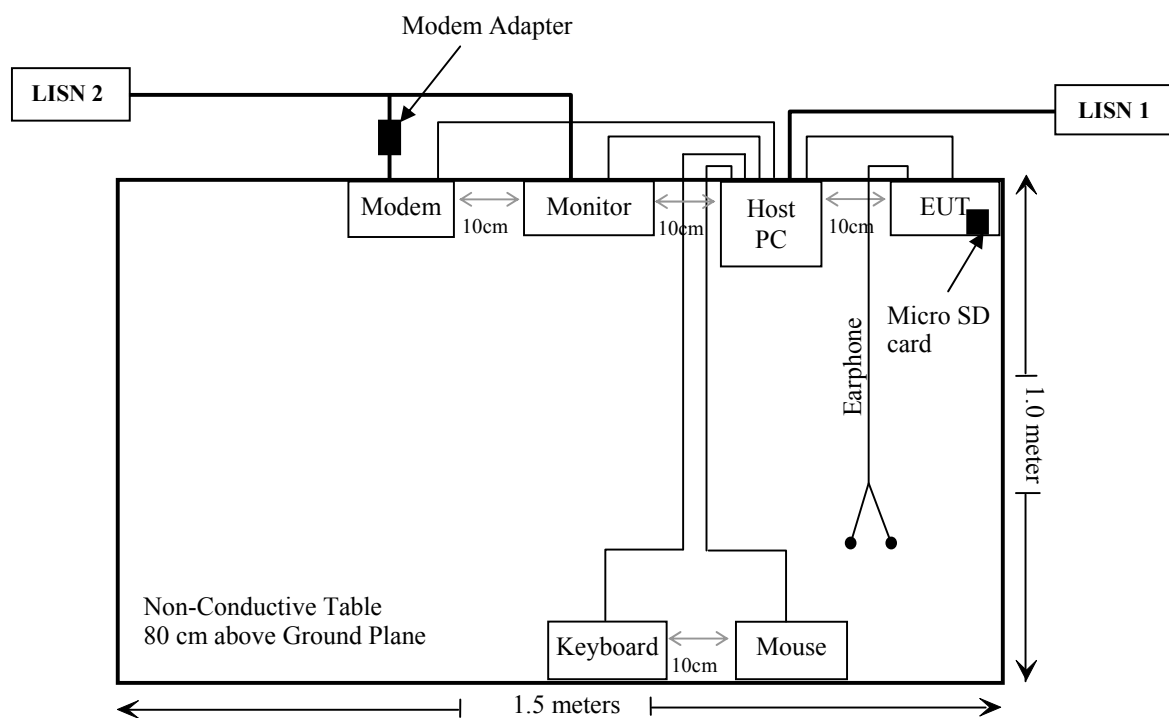 Modem Adapter
LISN 2
LISN 1
Modem
10cm
Monitor
10cm
Host
PC
10cm
EUT
Micro SD
card
Earphone
1.0 meter
Non-Conductive Table
80 cm above Ground Plane
Keyboard
10cm
Mouse
1.5 meters